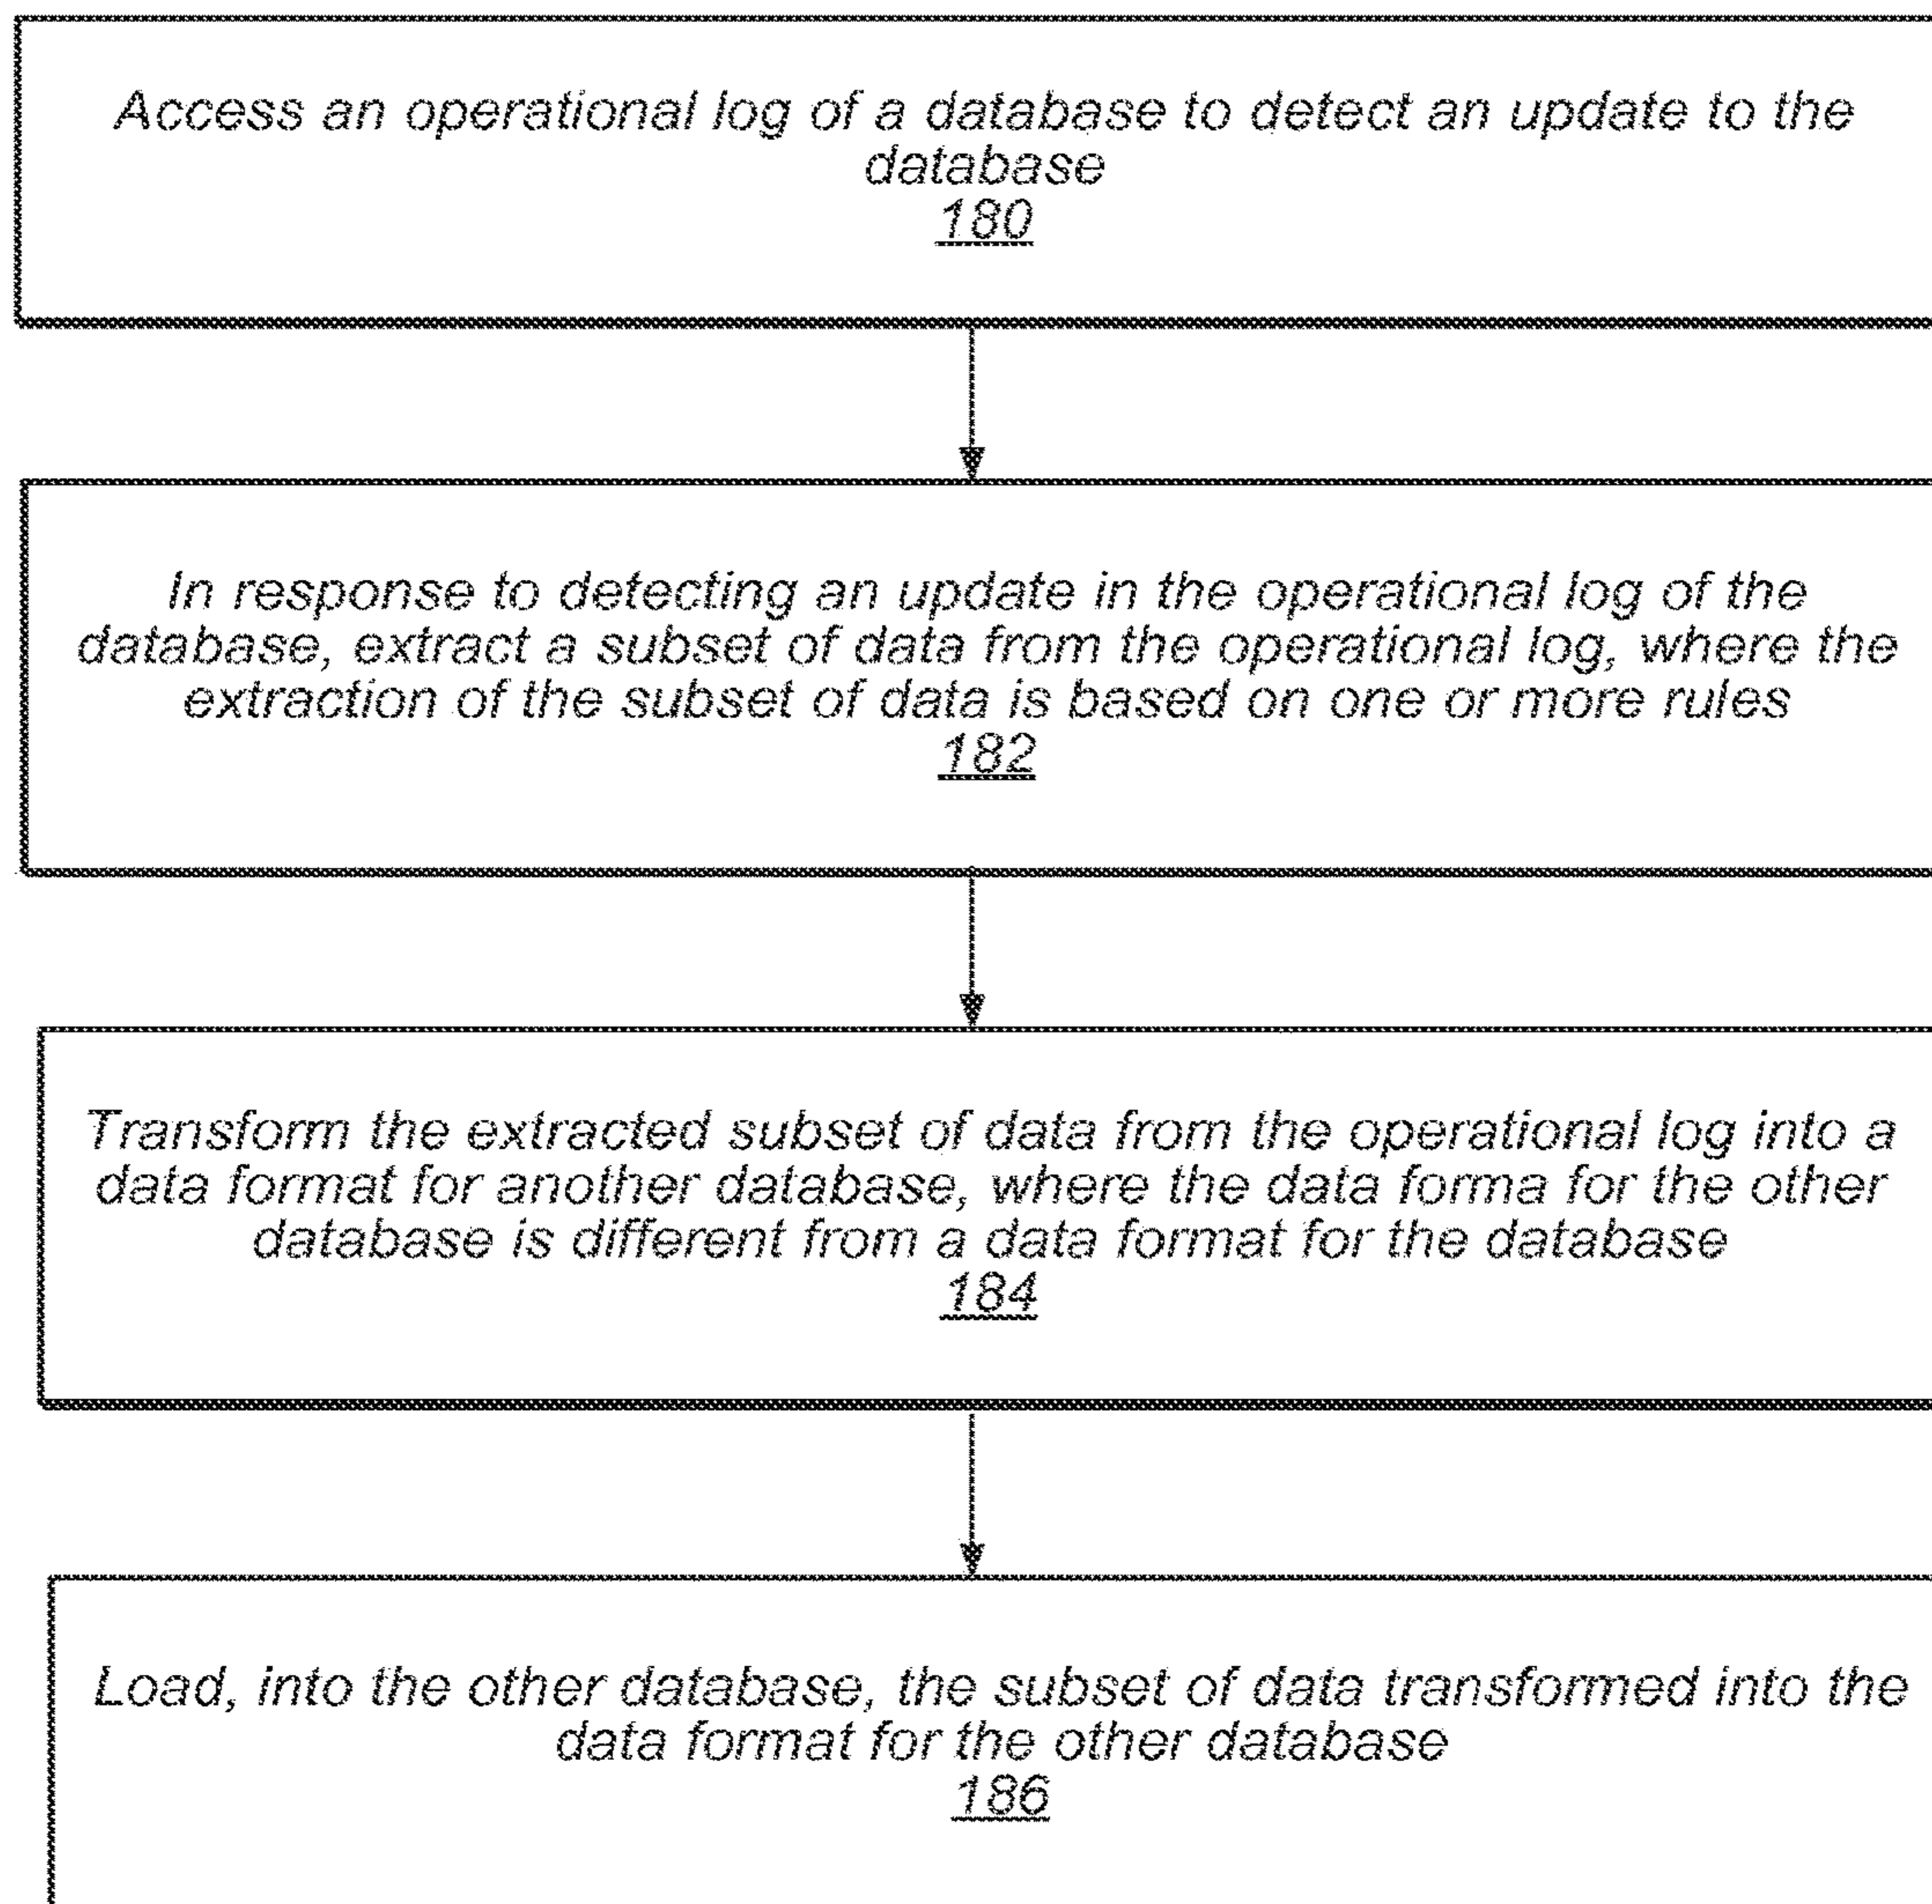 Access an operational log of a database to detect an update to the
database
180
In response to detecting an update in the operational log of the
database, extract a subset of data from the operational log, where the
extraction of the subset of data is based on one or more rules
182
Transform the extracted subset of data from the operational log into a
data format for another database, where the data forma for the other
database is different from a data format for the database
184
Load, into the other database, the subset of data transformed into the
data format for the other database
186